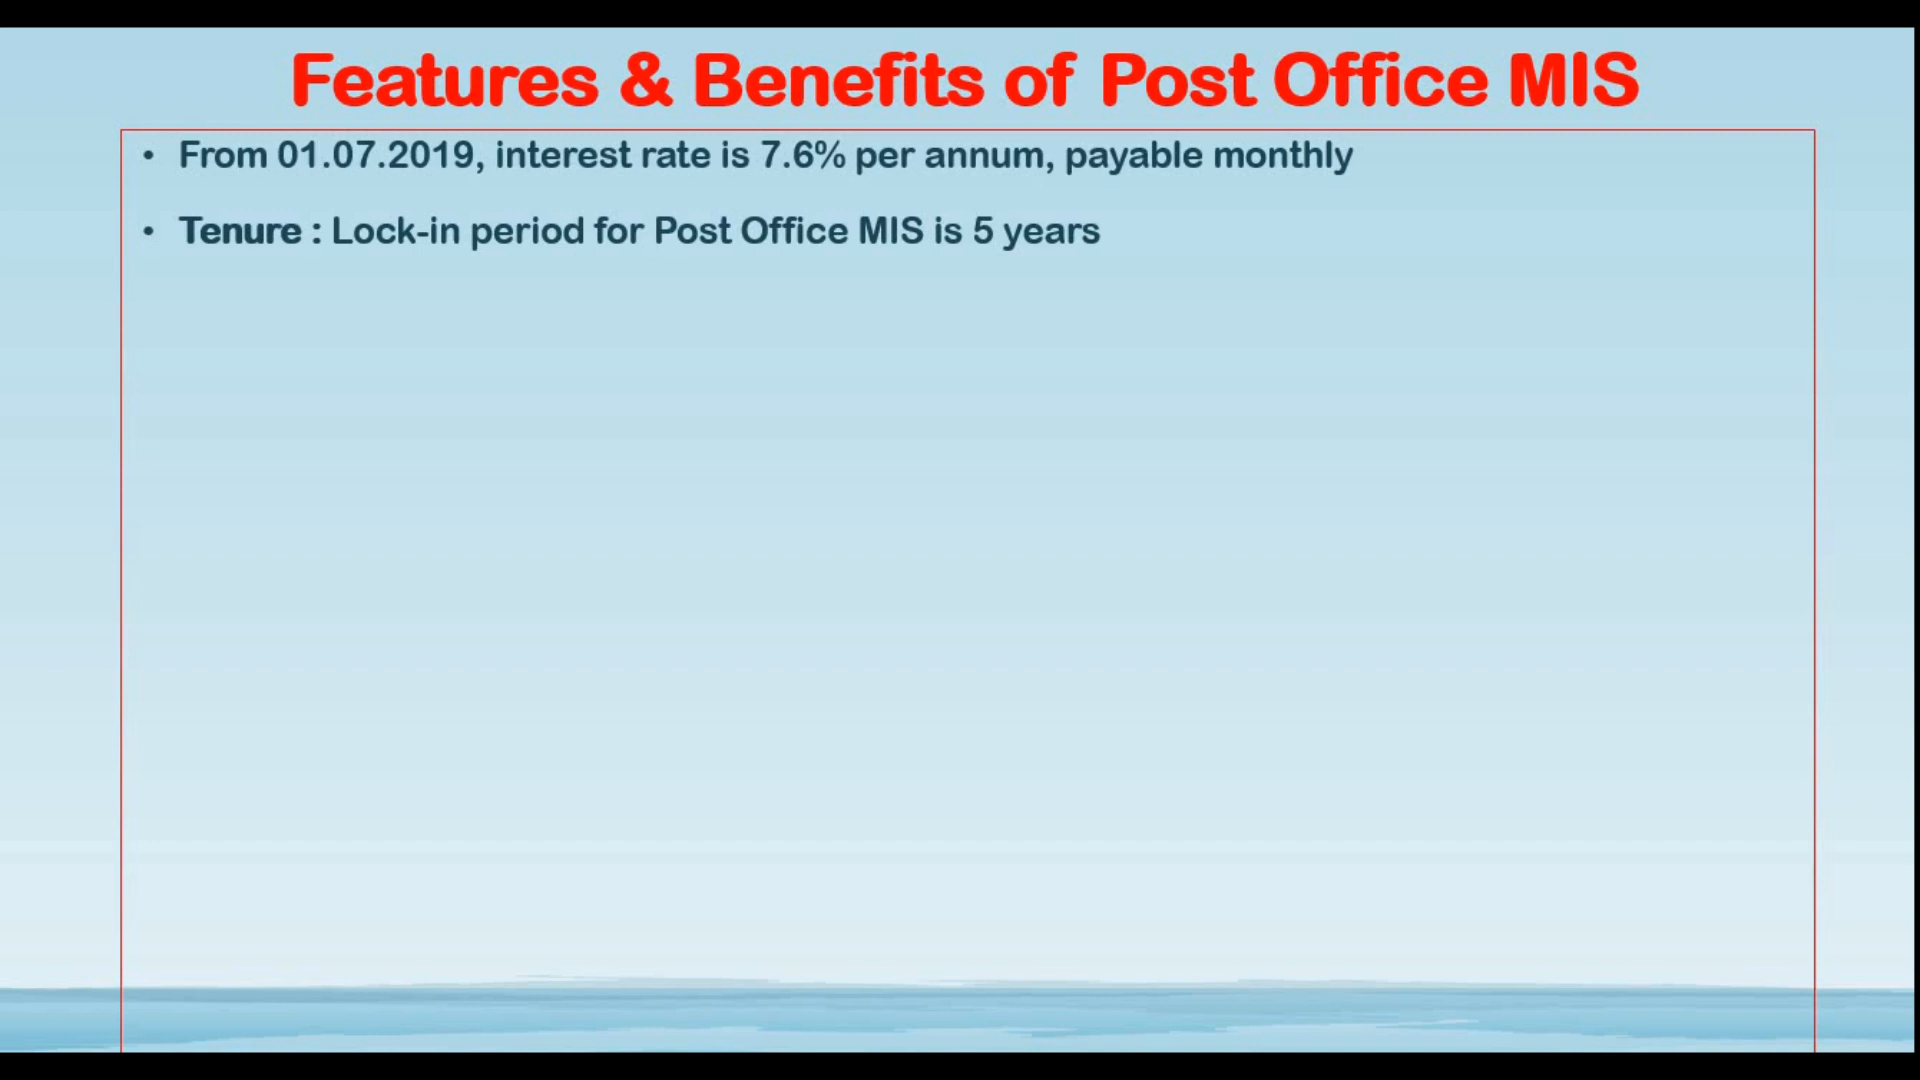 Features & Benefits of Post Office MIS
• From 01.07.2019, interest rate is 7.6% per annum, payable monthly
• Tenure : Lock-in period for Post Office MIS is 5 years